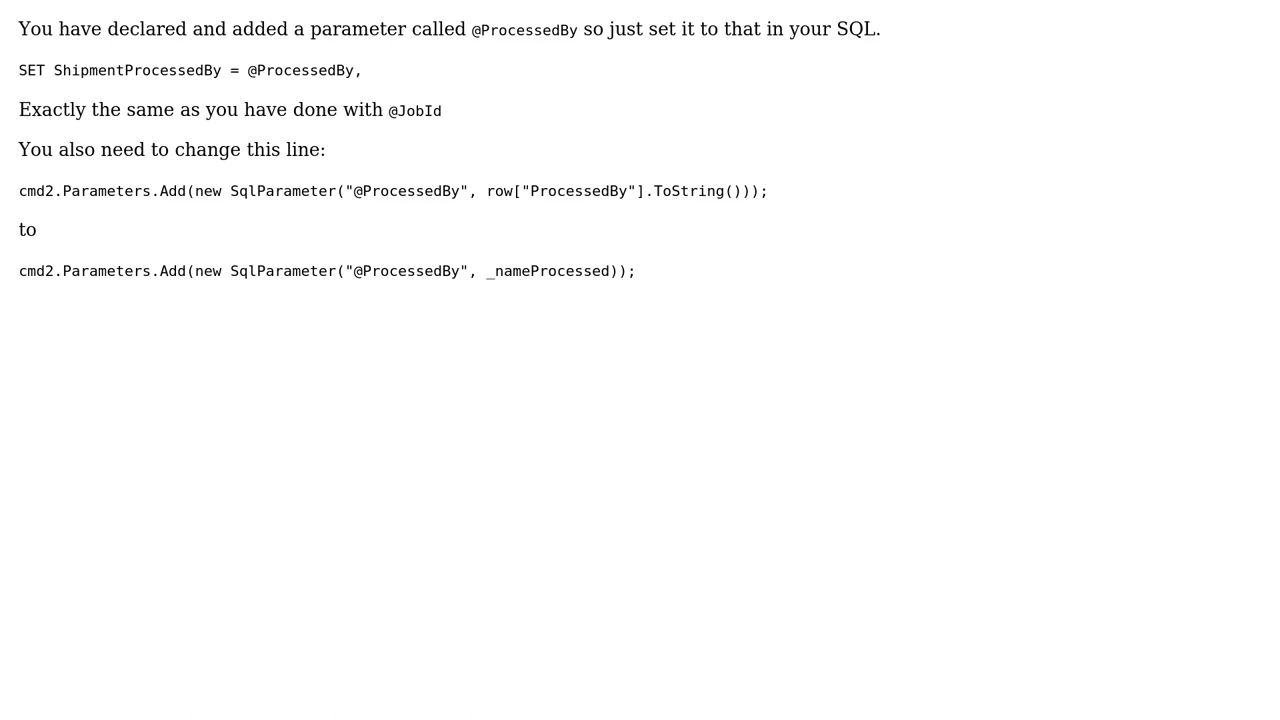 You have declared and added a parameter called @ProcessedBy so just set it to that in your SQL.
SET ShipmentProcessedBy = @ProcessedBy,
Exactly the same as you have done with @JobId
You also need to change this line:
cmd2.Parameters.Add(new SqlParameter("@ProcessedBy", row["ProcessedBy"].ToString()));
to
cmd2.Parameters.Add(new SqlParameter("@ProcessedBy", _nameProcessed));